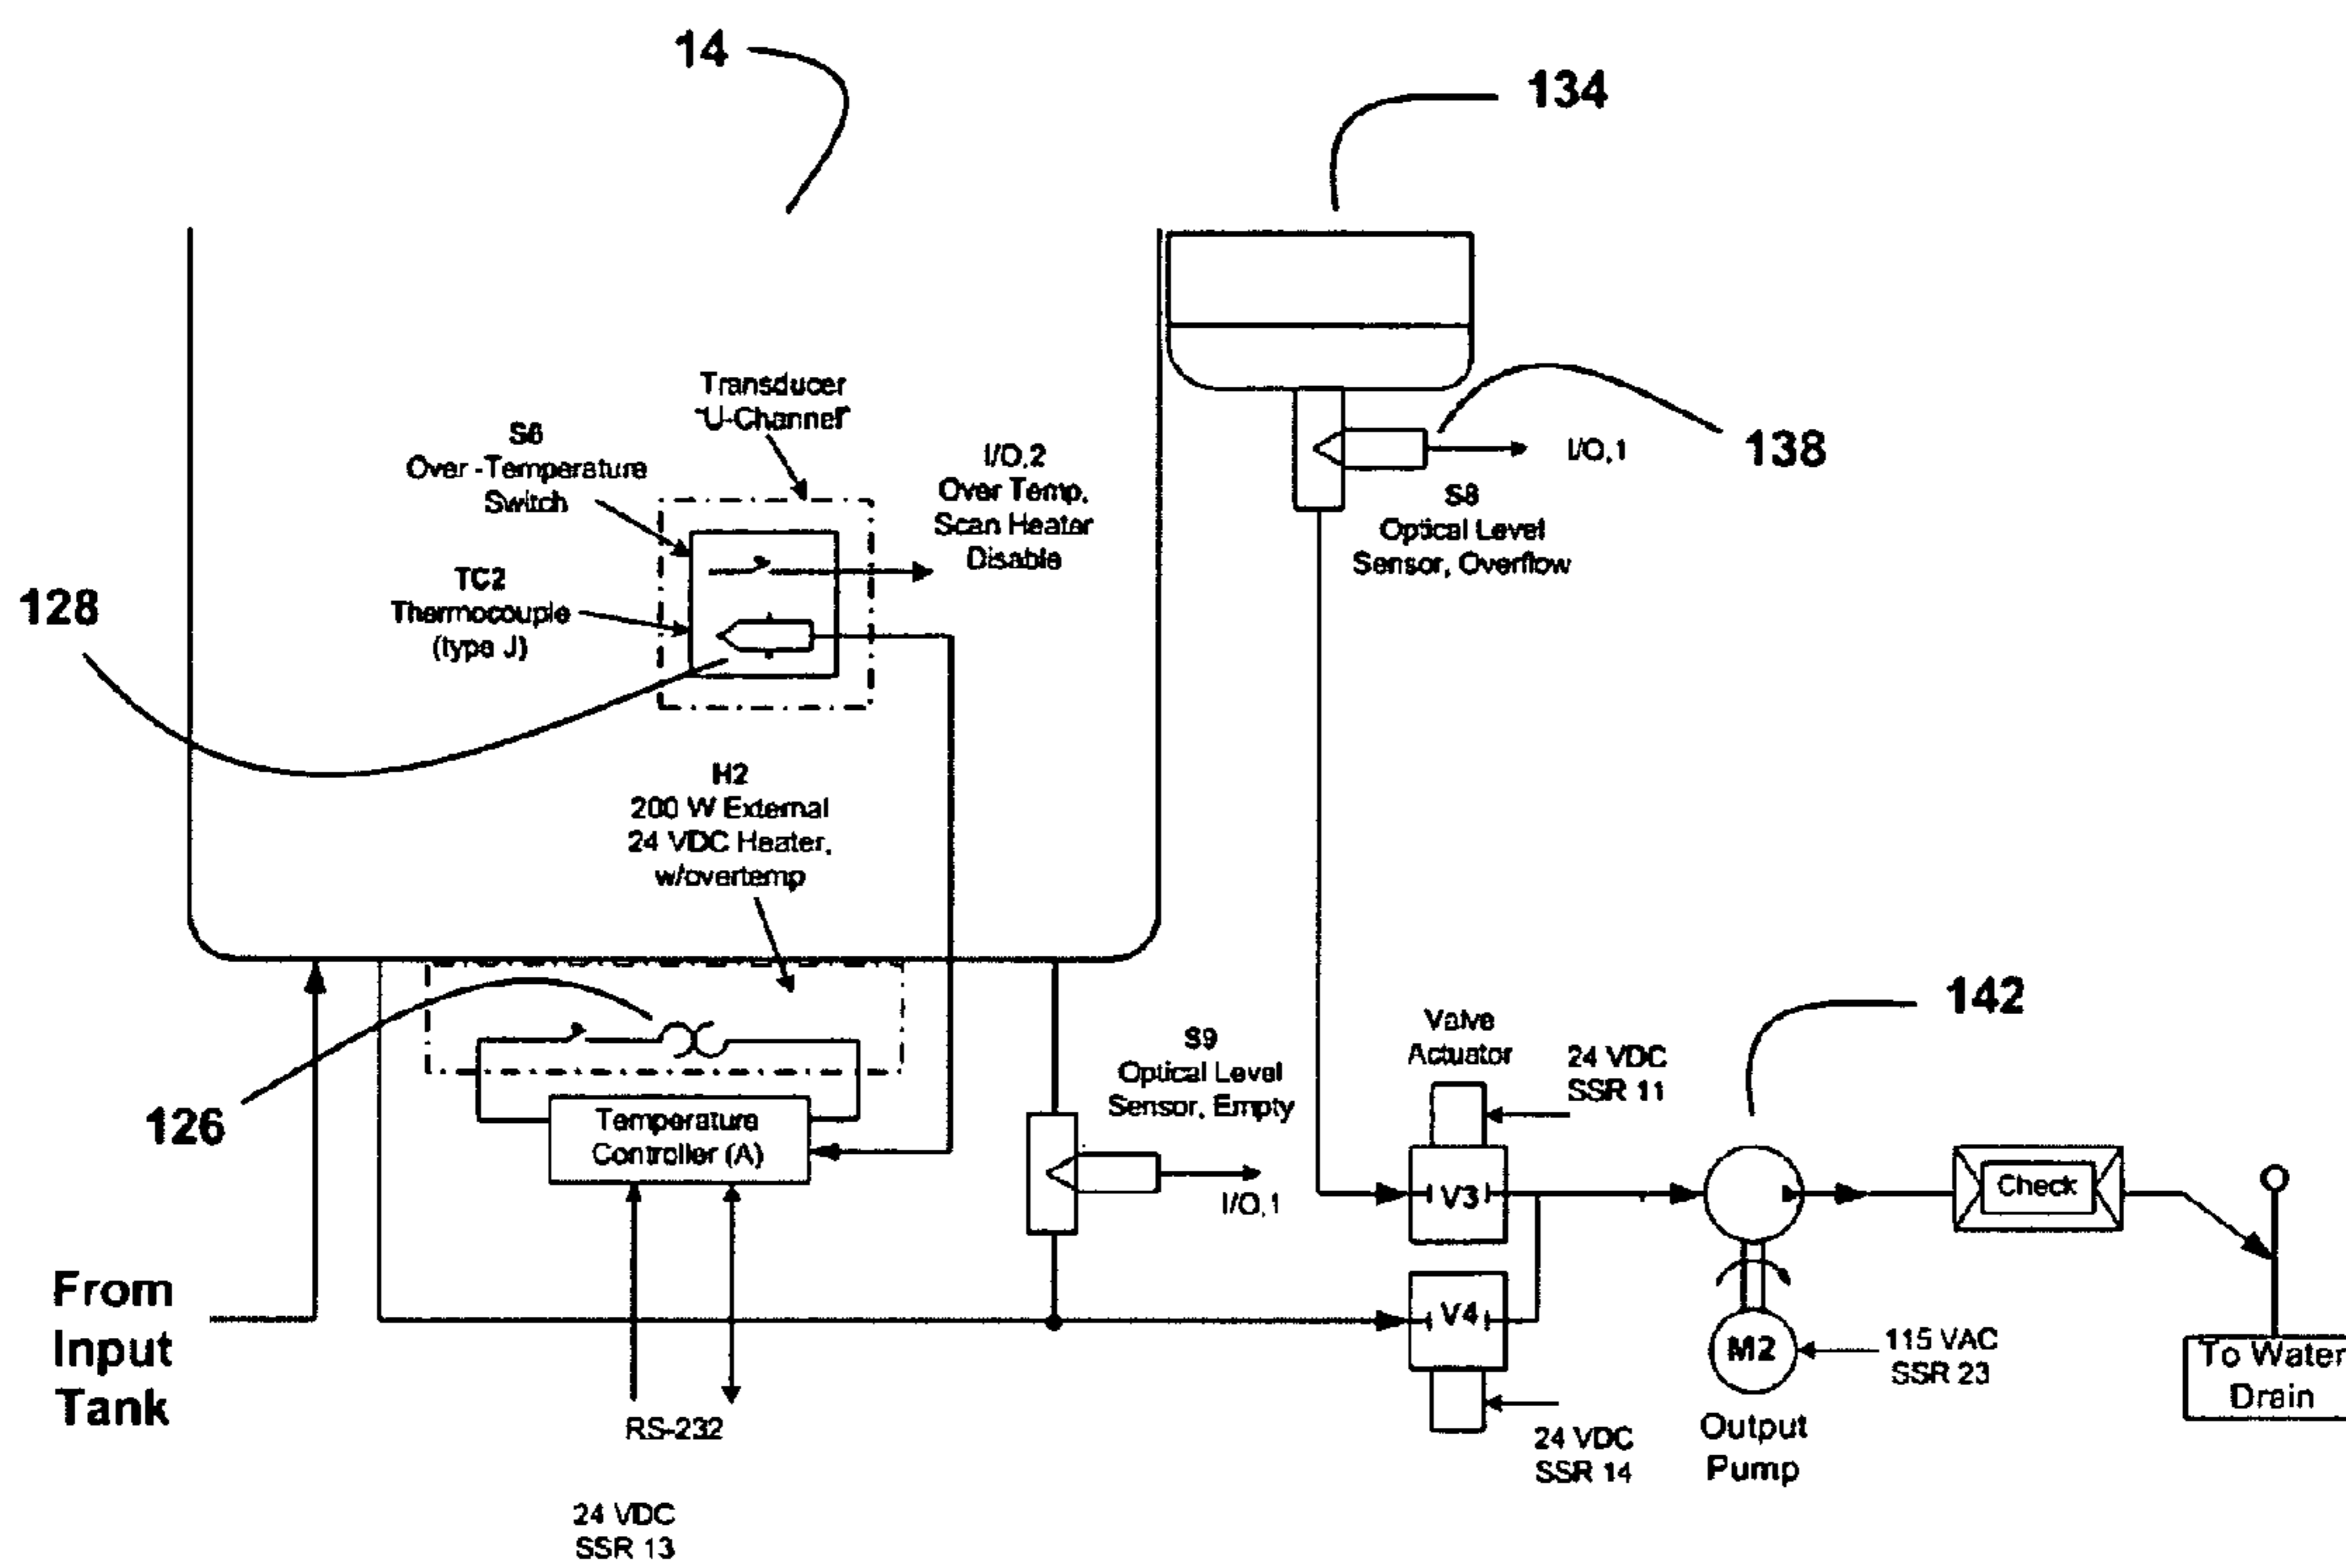 14
134
Transducer
"U-Channel"
S6
Over -Temperature
Switch
I/O,2
Over Temp,
Scan Heater
Disable
I/O,1
138
S8
Optical Level
Sensor, Overflow
TC2
Thermocouple
(type J)
128
H2
200 W External
24 VDC Heater,
w/overtemp
142
Valve
Actuator
24 VDC
SSR 11
S9
Optical Level
Sensor, Empty
126
Temperature
Controller (A)
I/O,1
V3
Check
From
Input
Tank
V4
M2
115 VAC
SSR 23
To Water
Drain
RS-232
24 VDC
SSR 14
Output
Pump
24 VDC
SSR 13